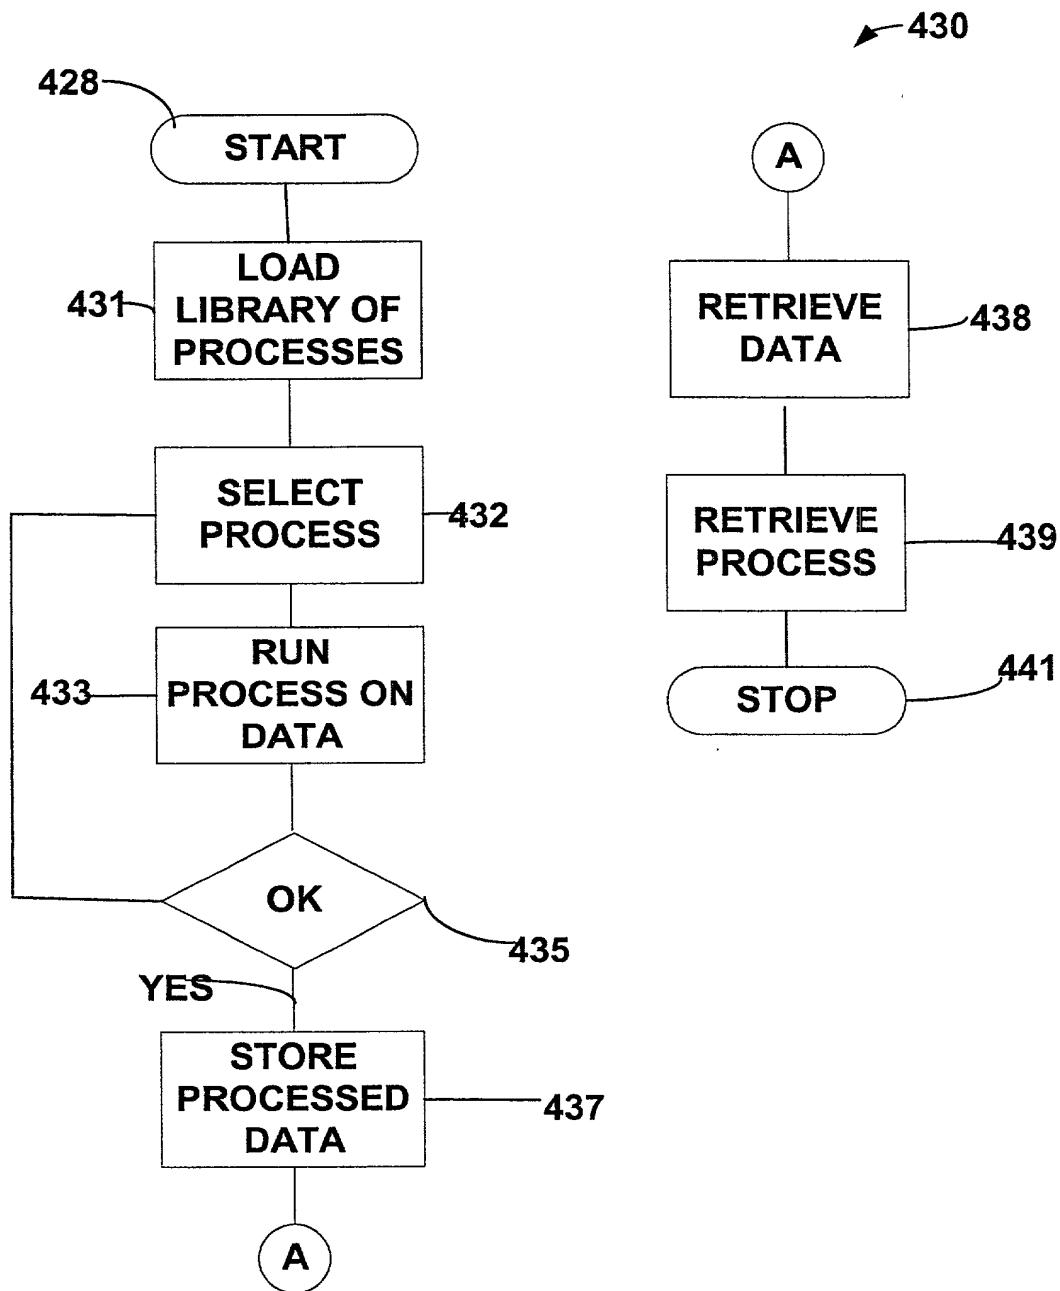 430
428
START
431
LOAD
LIBRARY OF
PROCESSES
SELECT
PROCESS
432
433
RUN
PROCESS ON
DATA
OK
435
YES
STORE
PROCESSED
DATA
437
A
A
RETRIEVE
DATA
438
RETRIEVE
PROCESS
439
STOP
441